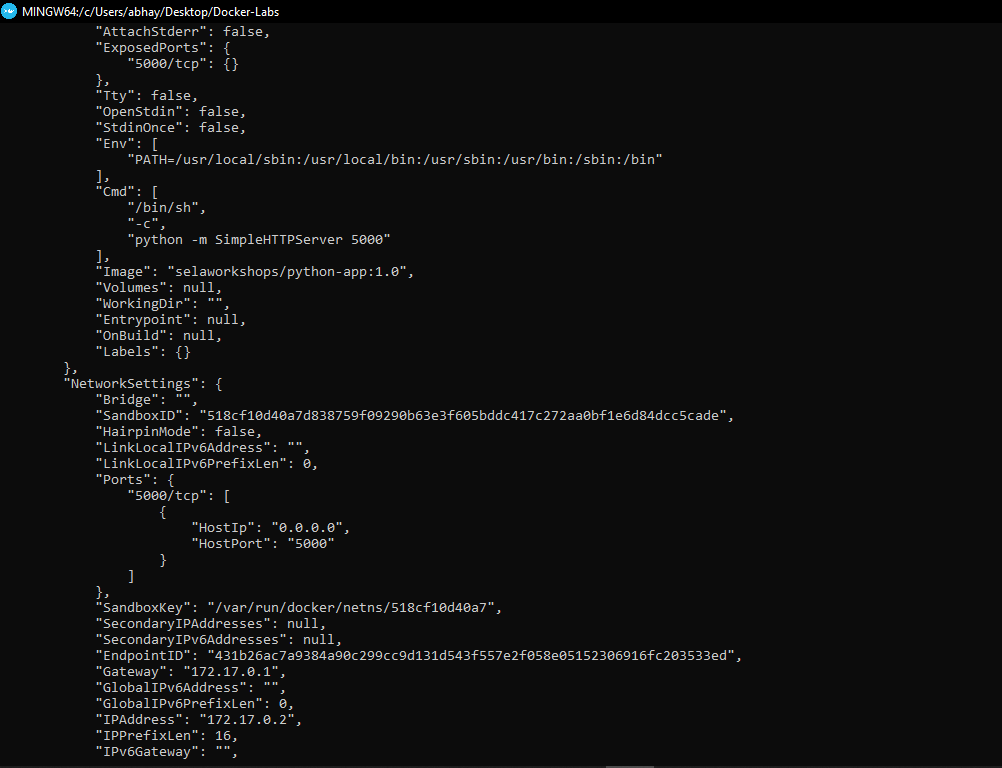 MINGW64:/c/Users/abhay/Desktop/Docker-Labs
"AttachStderr": false,
"ExposedPorts": {
"5000/tcp": {}
},
"Tty": false,
"OpenStdin": false,
"StdinOnce": false,
"Env": [
"PATH=/usr/local/sbin:/usr/local/bin:/usr/sbin:/usr/bin:/sbin:/bin"
],
"Cmd": [
"/bin/sh",
"-c",
"python -m SimpleHTTPServer 5000"
],
"Image": "selaworkshops/python-app:1.0",
"Volumes": null,
"WorkingDir": "",
"Entrypoint": null,
"OnBuild": null,
"Labels": {}
},
"NetworkSettings": {
"Bridge": "",
"SandboxID": "518cf10d40a7d838759f09290b63e3f605bddc417c272aa0bf1e6d84dcc5cade",
"HairpinMode": false,
"LinkLocalIPv6Address": "",
"LinkLocalIPv6PrefixLen": 0,
"Ports": {
"5000/tcp": [
{
"HostIp": "0.0.0.0",
"HostPort": "5000"
}
]
},
"SandboxKey": "/var/run/docker/netns/518cf10d40a7",
"SecondaryIPAddresses": null,
"SecondaryIPv6Addresses": null,
"EndpointID": "431b26ac7a9384a90c299cc9d131d543f557e2f058e05152306916fc203533ed",
"Gateway": "172.17.0.1",
"GlobalIPv6Address": "",
"GlobalIPv6PrefixLen": 0,
"IPAddress": "172.17.0.2",
"IPPrefixLen": 16,
"IPv6Gateway": "",